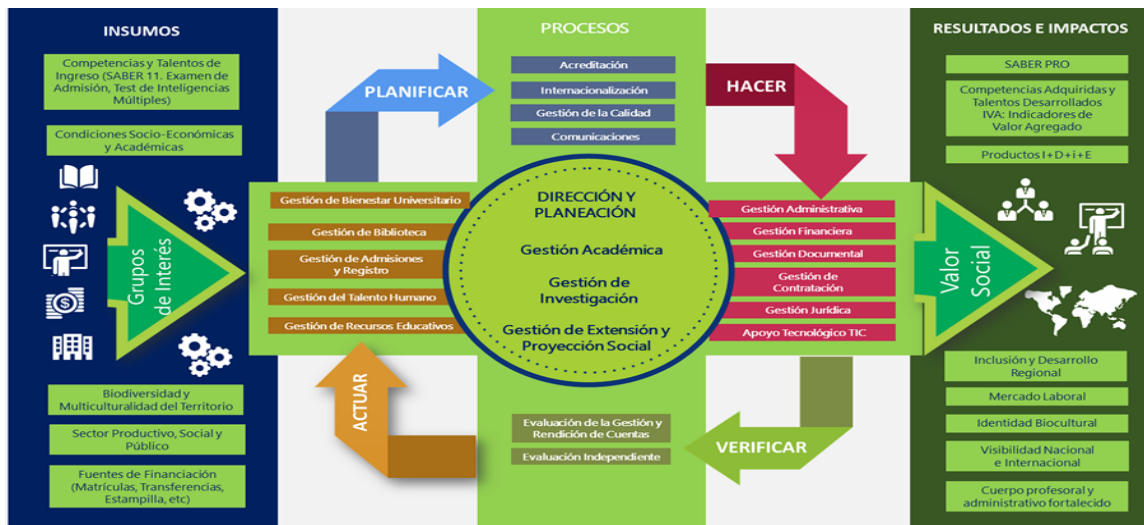 INSUMOS
Competencias y Talentos de
Ingreso (SABER 11. Examen de
Admisión, Test de Inteligencias
Múltiples)
Condiciones Socio-Económicas
y Académicas
Grupos
de Interés
Biodiversidad y
Multiculturalidad del Territorio
Sector Productivo, Social y
Público
Fuentes de Financiación
(Matrículas, Transferencias,
Estampilla, etc)
PLANIFICAR
Gestión de Bienestar Universitario
Gestión de Biblioteca
Gestión de Admisiones
y Registro
Gestión del Talento Humano
Gestión de Recursos Educativos
ACTUAR
PROCESOS
Acreditación
Internacionalización
Gestión de la Calidad
Comunicaciones
DIRECCIÓN Y
PLANEACIÓN
Gestión Académica
Gestión de
Investigación
Gestión de Extensión y
Proyección Social
Evaluación de la Gestión y
Rendición de Cuentas
Evaluación Independiente
HACER
Gestión Administrativa
Gestión Financiera
Gestión Documental
Gestión de
Contratación
Gestión Jurídica
Apoyo Tecnológico TIC
VERIFICAR
RESULTADOS E IMPACTOS
SABER PRO
Competencias Adquiridas y
Talentos Desarrollados
IVA: Indicadores de
Valor Agregado
Productos I+D+i+E
Valor
Social
Inclusión y Desarrollo
Regional
Mercado Laboral
Identidad Biocultural
Visibilidad Nacional
e Internacional
Cuerpo profesoral y
administrativo fortalecido